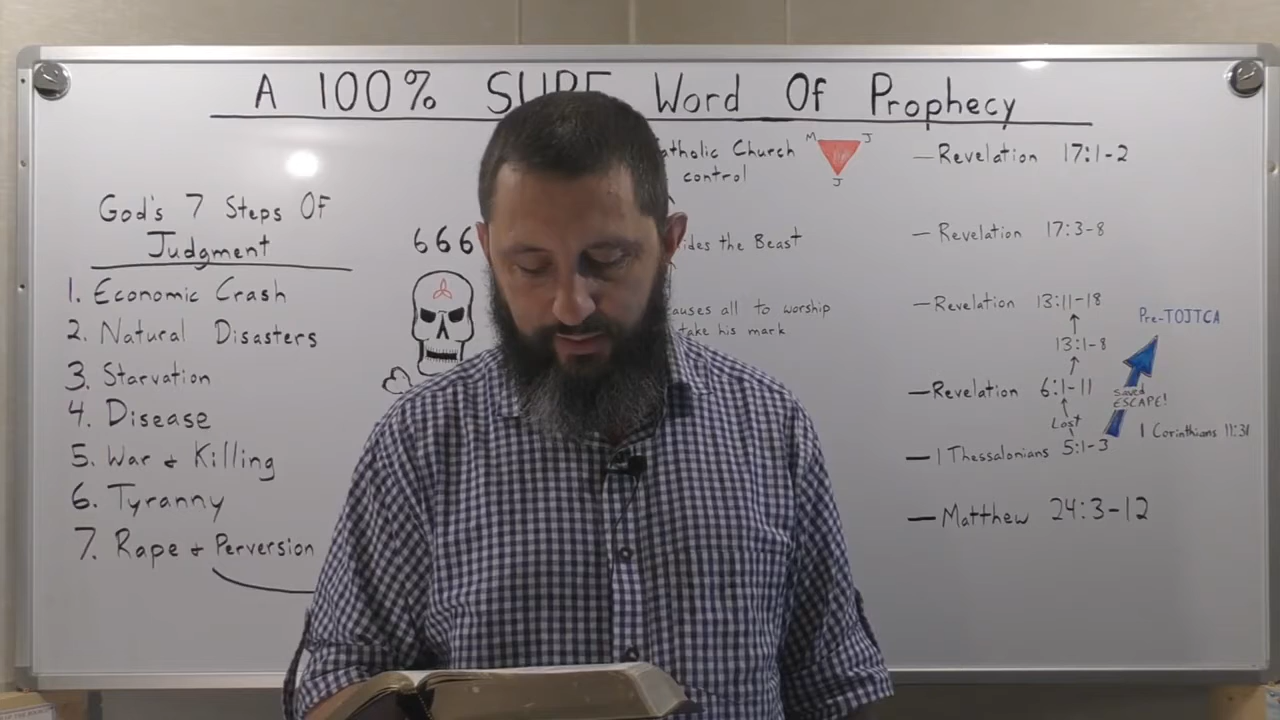 A 100% SURE Word Of Prophecy
God's 7 Steps Of
Judgment
1. Economic Crash
2. Natural Disasters
3. Starvation
4. Disease
5. War & Killing
6. Tyranny
7. Rape & Perversion
666
atholic Church
control
M J
J
ides the Beast
auses all to worship
take his mark
— Revelation 17:1-2
— Revelation 17:3-8
— Revelation 13:11-18
13:1-8
— Revelation 6:1-11
Lost
— 1 Thessalonians 5:1-3
— Matthew 24:3-12
Pre-TOJTCA
Saved
ESCAPE!
1 Corinthians 11:31